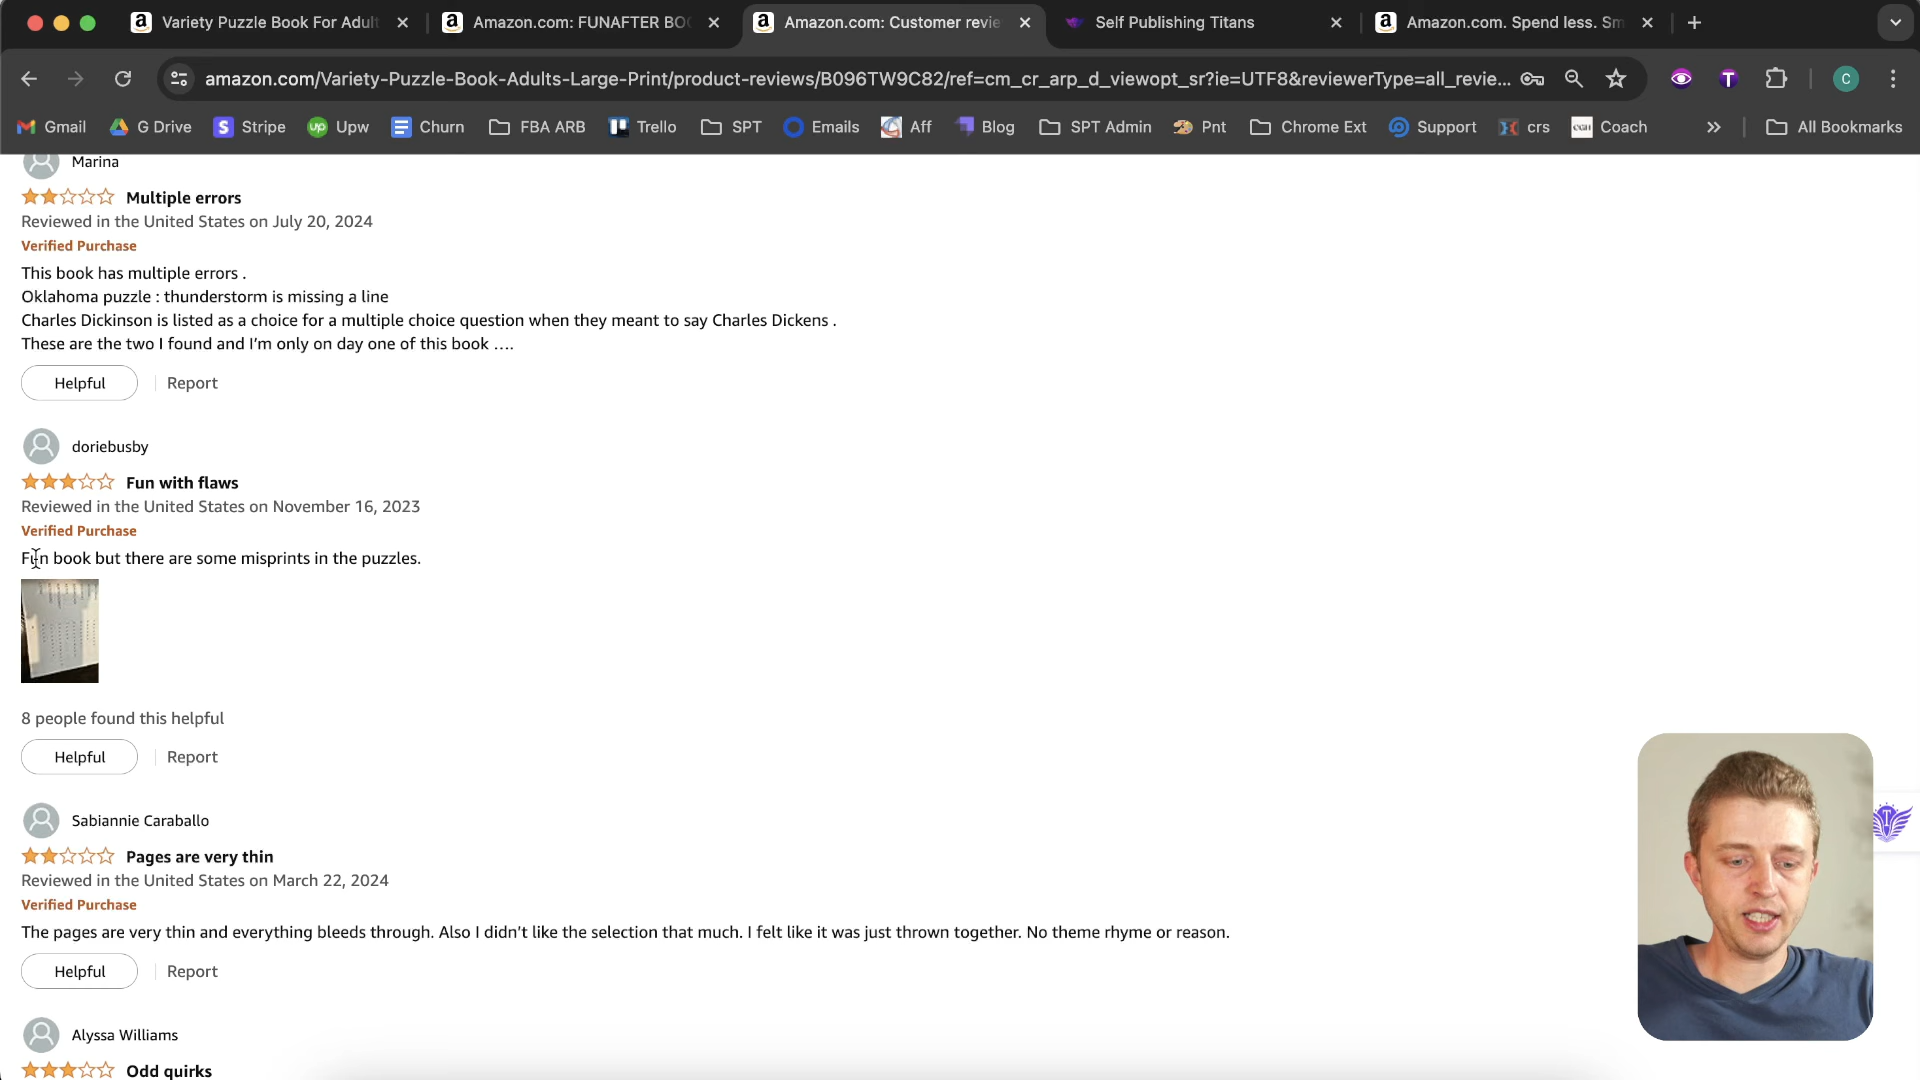 Variety Puzzle Book For Adult
Amazon.com: FUNAFTER BO
Amazon.com: Customer revie
Self Publishing Titans
Amazon.com. Spend less. Sm
amazon.com/Variety-Puzzle-Book-Adults-Large-Print/product-reviews/B096TW9C82/ref=cm_cr_arp_d_viewopt_sr?ie=UTF8&reviewerType=all_revie...
T
C
Gmail
G Drive
Stripe
Upw
Churn
FBA ARB
Trello
SPT
Emails
Aff
Blog
SPT Admin
Pnt
Chrome Ext
Support
crs
Coach
All Bookmarks
Marina
Multiple errors
Reviewed in the United States on July 20, 2024
Verified Purchase
This book has multiple errors .
Oklahoma puzzle : thunderstorm is missing a line
Charles Dickinson is listed as a choice for a multiple choice question when they meant to say Charles Dickens .
These are the two I found and I'm only on day one of this book ....
Helpful
Report
doriebusby
Fun with flaws
Reviewed in the United States on November 16, 2023
Verified Purchase
Fun book but there are some misprints in the puzzles.
8 people found this helpful
Helpful
Report
Sabiannie Caraballo
Pages are very thin
Reviewed in the United States on March 22, 2024
Verified Purchase
The pages are very thin and everything bleeds through. Also I didn't like the selection that much. I felt like it was just thrown together. No theme rhyme or reason.
Helpful
Report
Alyssa Williams
Odd quirks